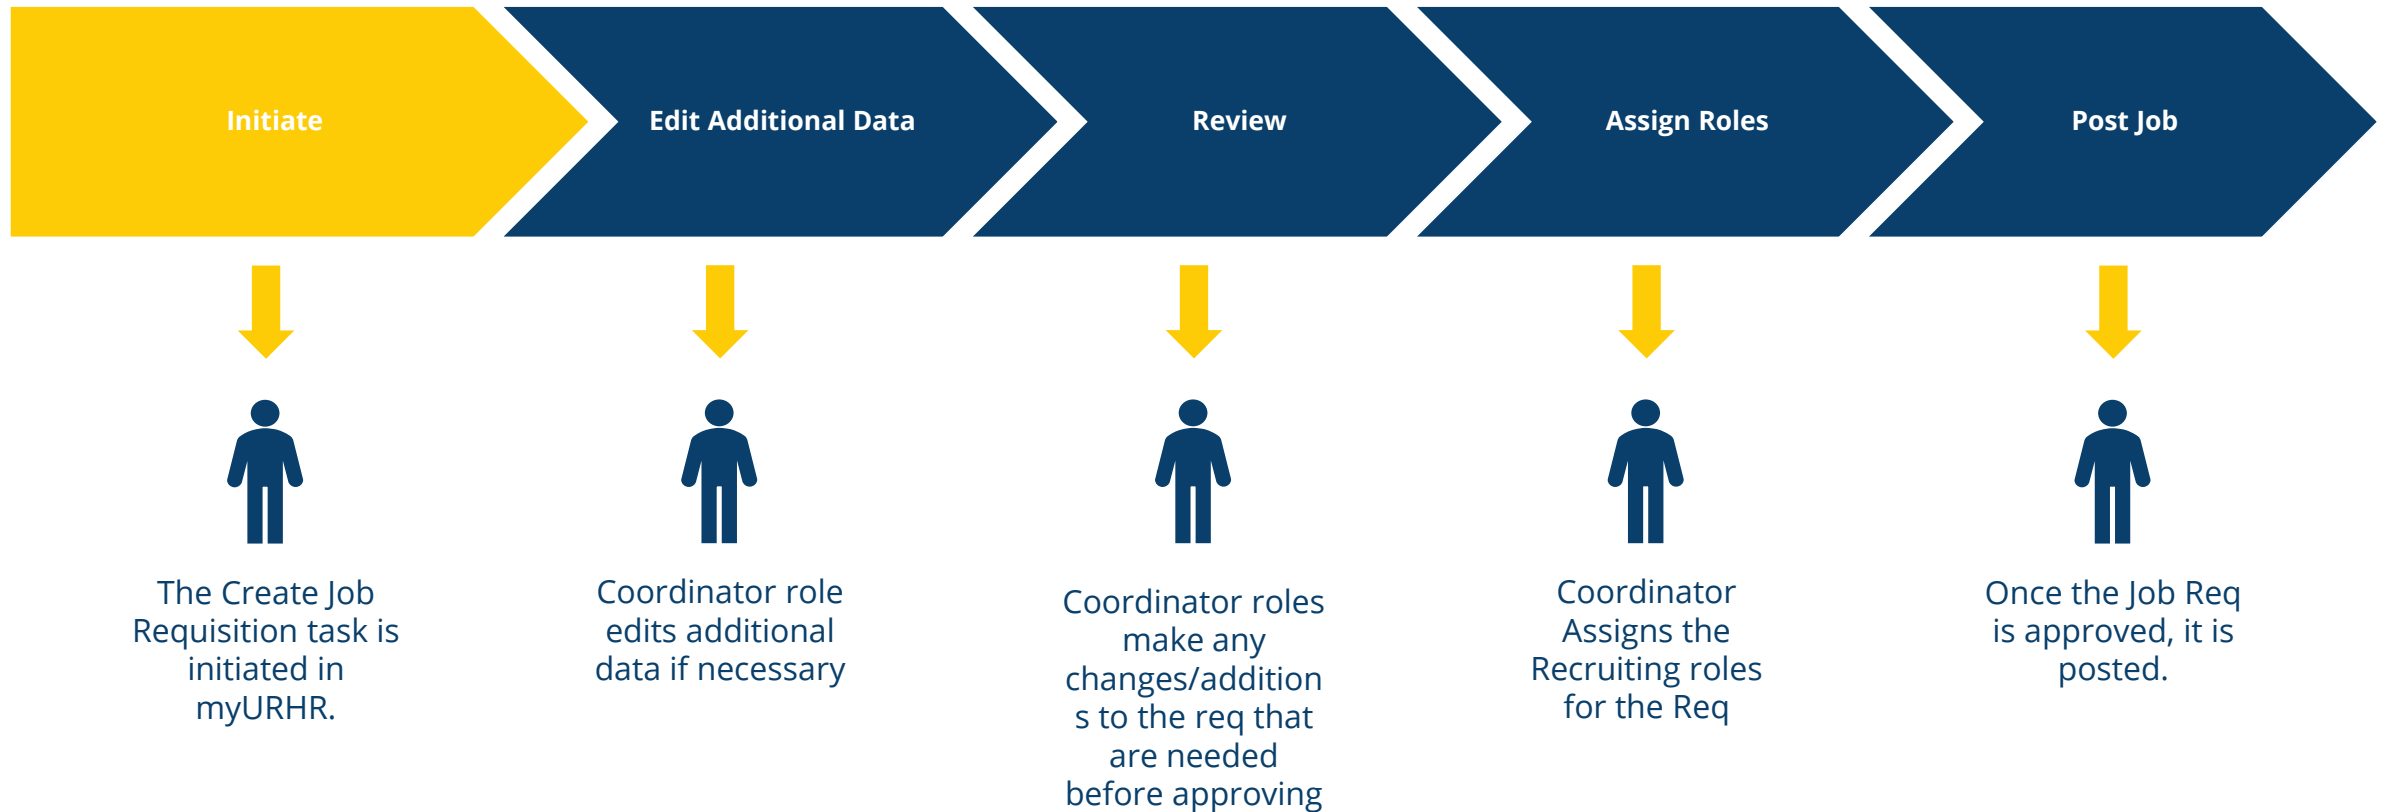 Initiate
Edit Additional Data
Review
Assign Roles
Post Job
The Create Job
Requisition task is
initiated in
myURHR.
Coordinator role
edits additional
data if necessary
Coordinator roles
make any
changes/addition
s to the req that
are needed
before approving
Coordinator
Assigns the
Recruiting roles
for the Req
Once the Job Req
is approved, it is
posted.